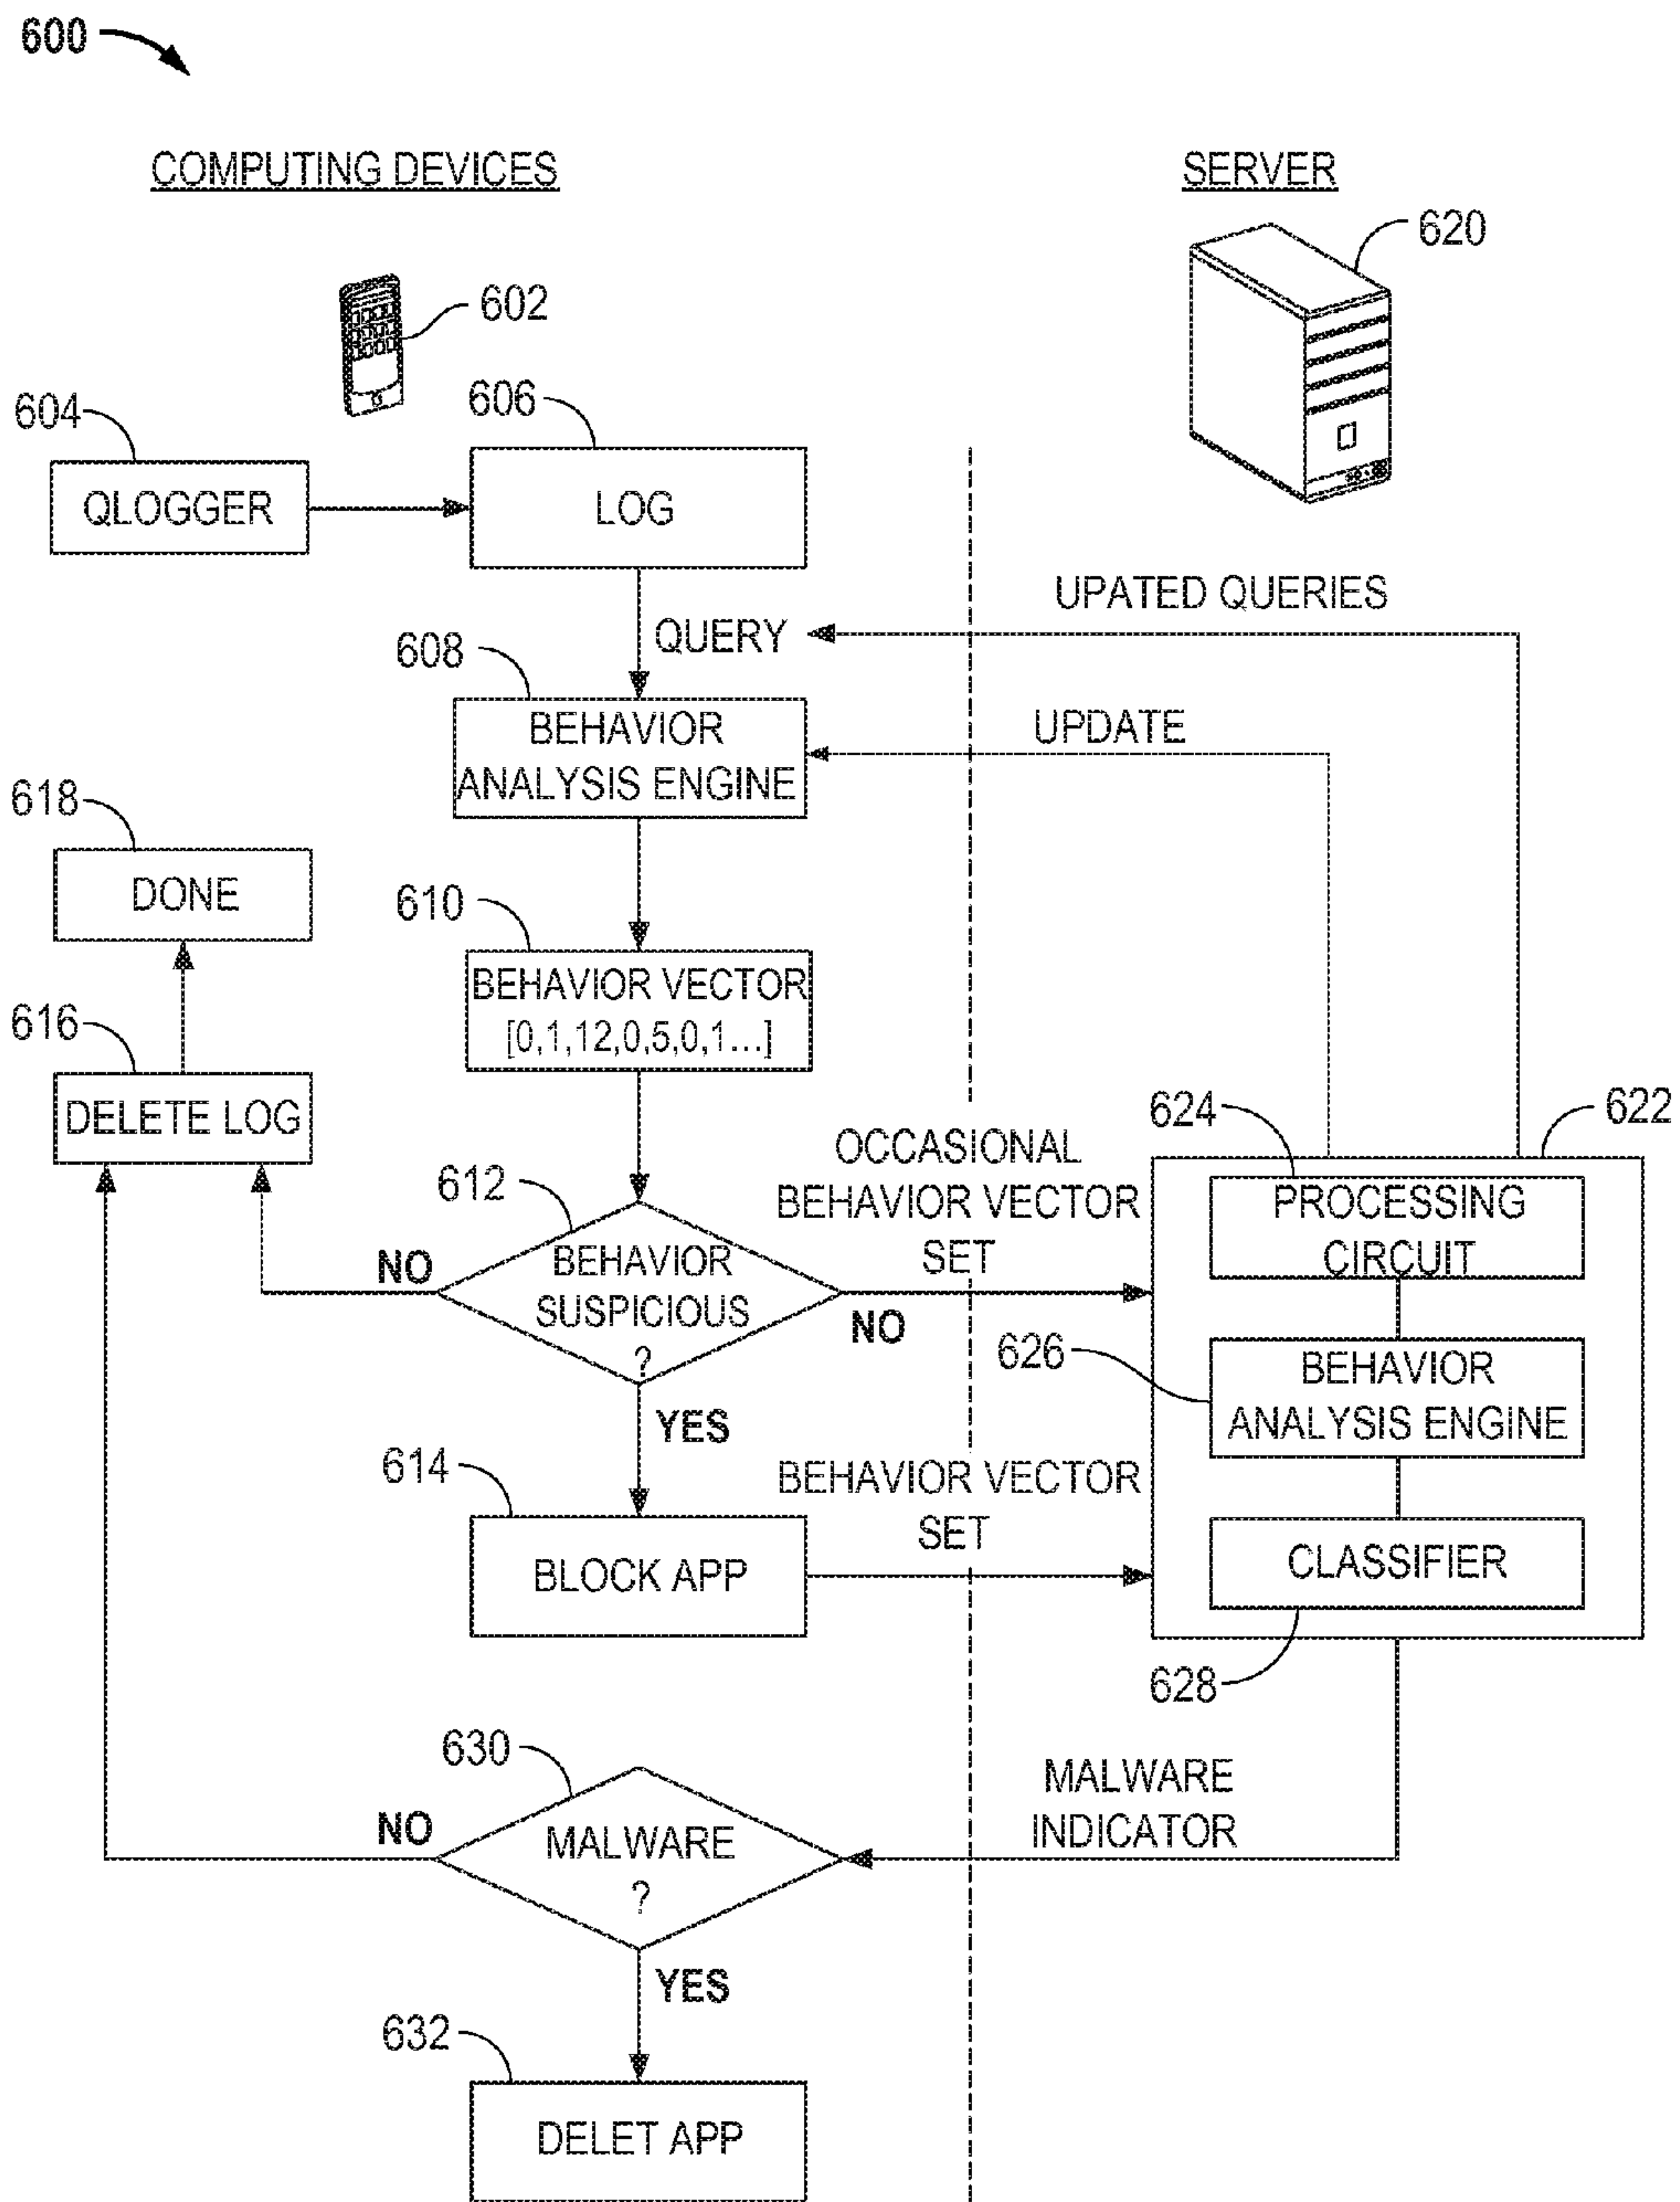 600
COMPUTING DEVICES
SERVER
620
602
604
606
QLOGGER
LOG
UPATED QUERIES
QUERY
608
BEHAVIOR
ANALYSIS ENGINE
UPDATE
618
DONE
610
BEHAVIOR VECTOR
[0,1,12,0,5,0,1...]
616
DELETE LOG
624
622
OCCASIONAL
BEHAVIOR VECTOR
SET
612
PROCESSING
CIRCUIT
NO
BEHAVIOR
SUSPICIOUS
?
NO
626
BEHAVIOR
ANALYSIS ENGINE
YES
614
BEHAVIOR VECTOR
SET
BLOCK APP
CLASSIFIER
628
630
MALWARE
INDICATOR
NO
MALWARE
?
YES
632
DELET APP